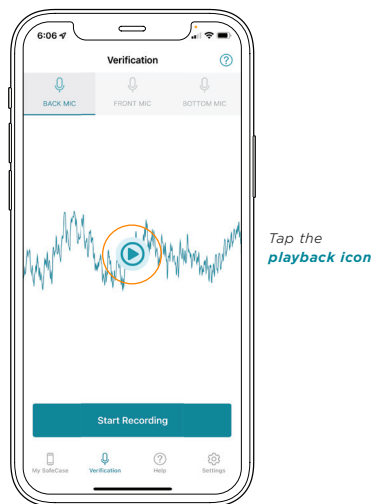 6:06
Verification
?
BACK MIC
FRONT MIC
BOTTOM MIC
Tap the
playback icon
Start Recording
My SafeCase
Verification
Help
Settings